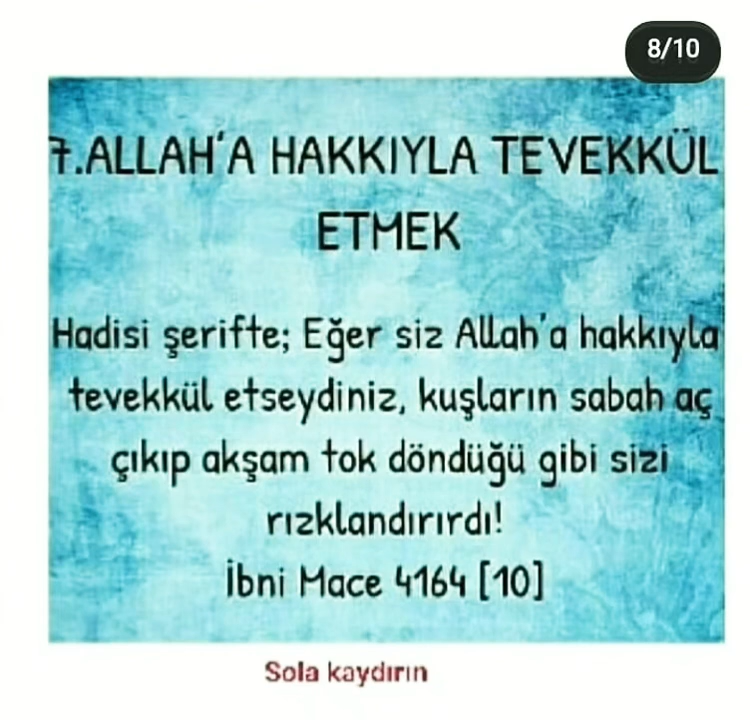 8/10
7.ALLAH'A HAKKIYLA TEVEKKÜL
ETMEK
Hadisi şerifte; Eğer siz Allah'a hakkıyla
tevekkül etseydiniz, kuşların sabah aç
çıkıp akşam tok döndüğü gibi sizi
rızklandırırdı!
İbni Mace 4164 [10]
Sola kaydırın